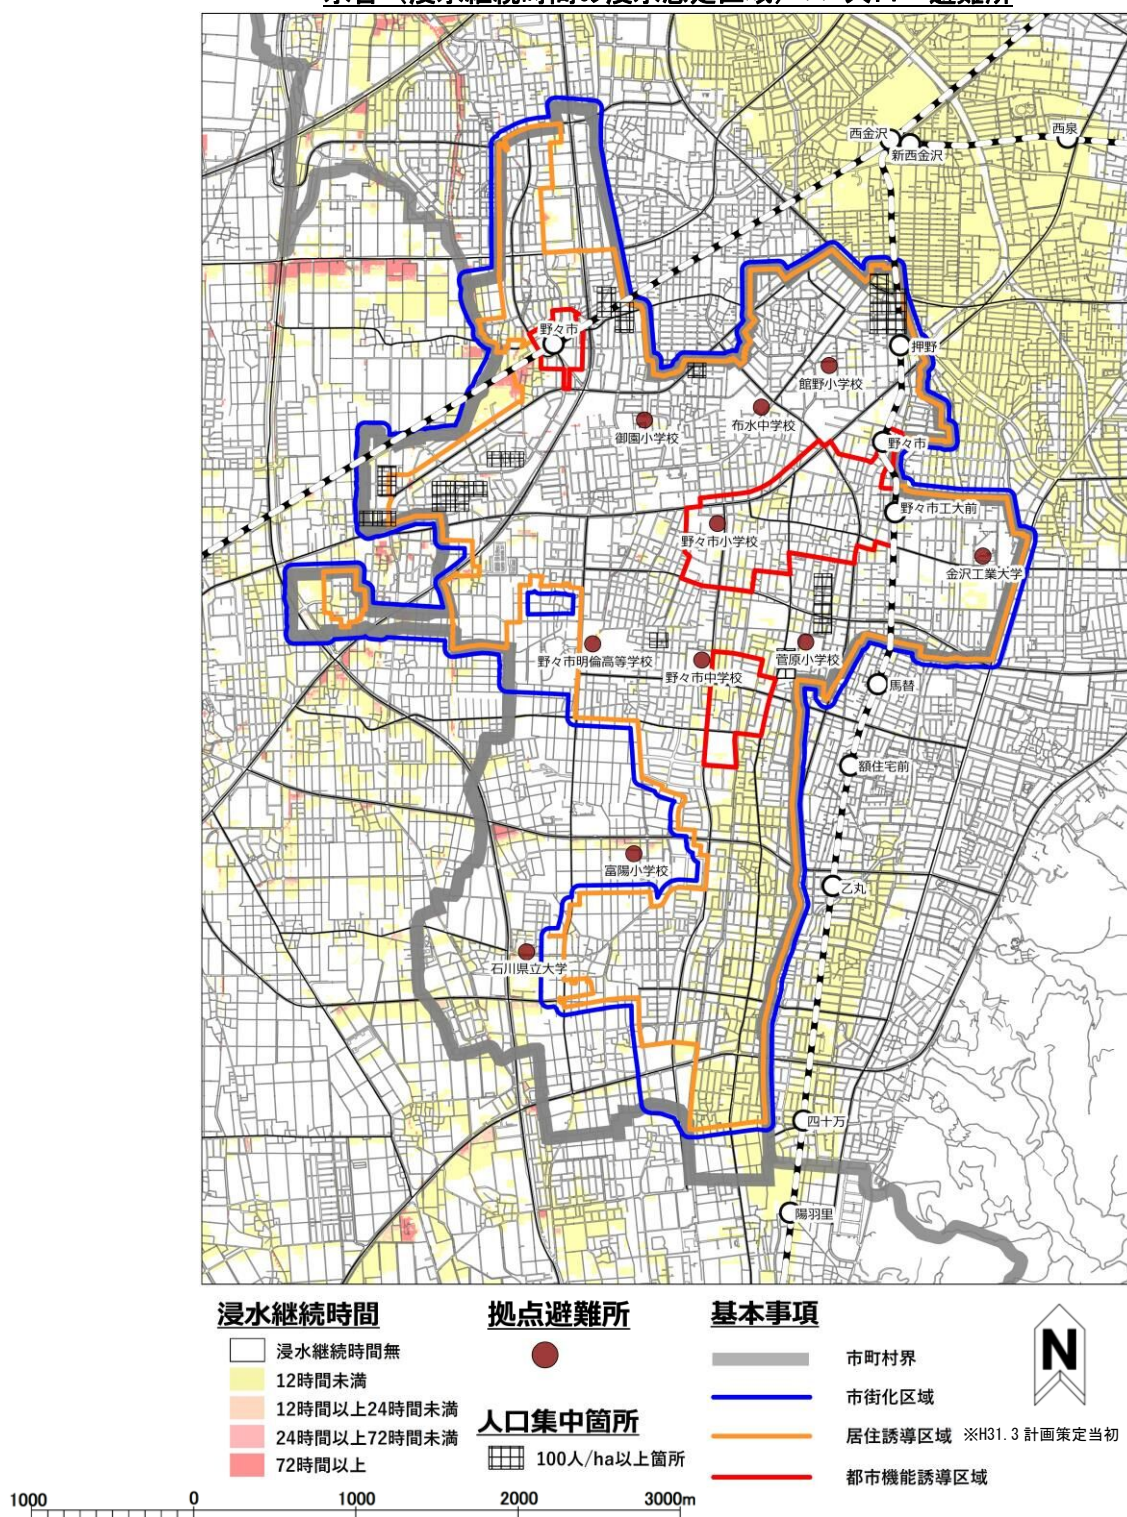 西金沢
新西金沢
西泉
野々市
押野
館野小学校
御園小学校
布水中学校
野々市
野々市工大前
野々市小学校
金沢工業大学
野々市明倫高等学校
野々市中学校
菅原小学校
馬替
額住宅前
富陽小学校
乙丸
石川県立大学
四十万
陽羽里
浸水継続時間
浸水継続時間無
12時間未満
12時間以上24時間未満
24時間以上72時間未満
72時間以上
拠点避難所
人口集中箇所
100人/ha以上箇所
基本事項
市町村界
市街化区域
居住誘導区域 ※H31.3 計画策定当初
都市機能誘導区域
N
1000 0 1000 2000 3000m